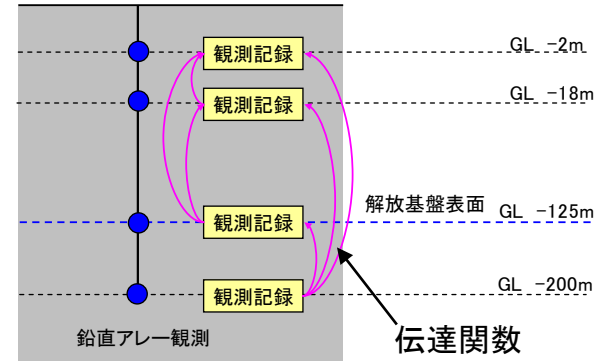 観測記録 GL -2m
観測記録 GL -18m
解放基盤表面 GL -125m
観測記録
観測記録 GL -200m
鉛直アレー観測
伝達関数